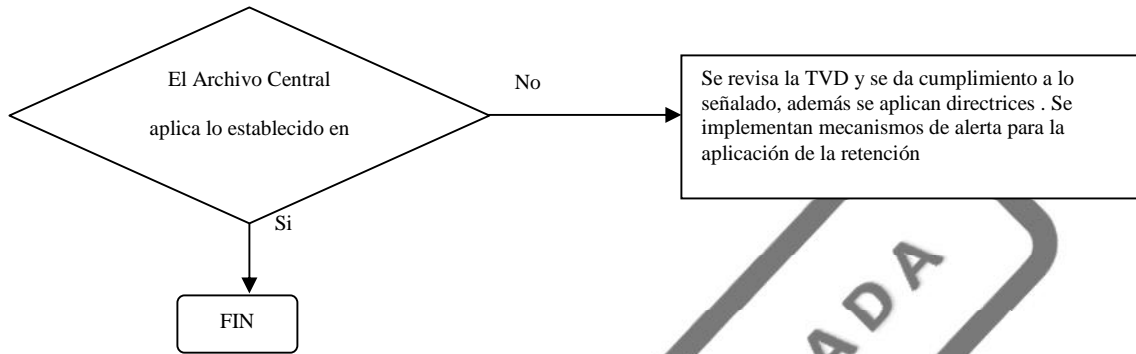 El Archivo Central
aplica lo establecido en
No
Se revisa la TVD y se da cumplimiento a lo
señalado, además se aplican directrices . Se
implementan mecanismos de alerta para la
aplicación de la retención
Si
FIN
ADA